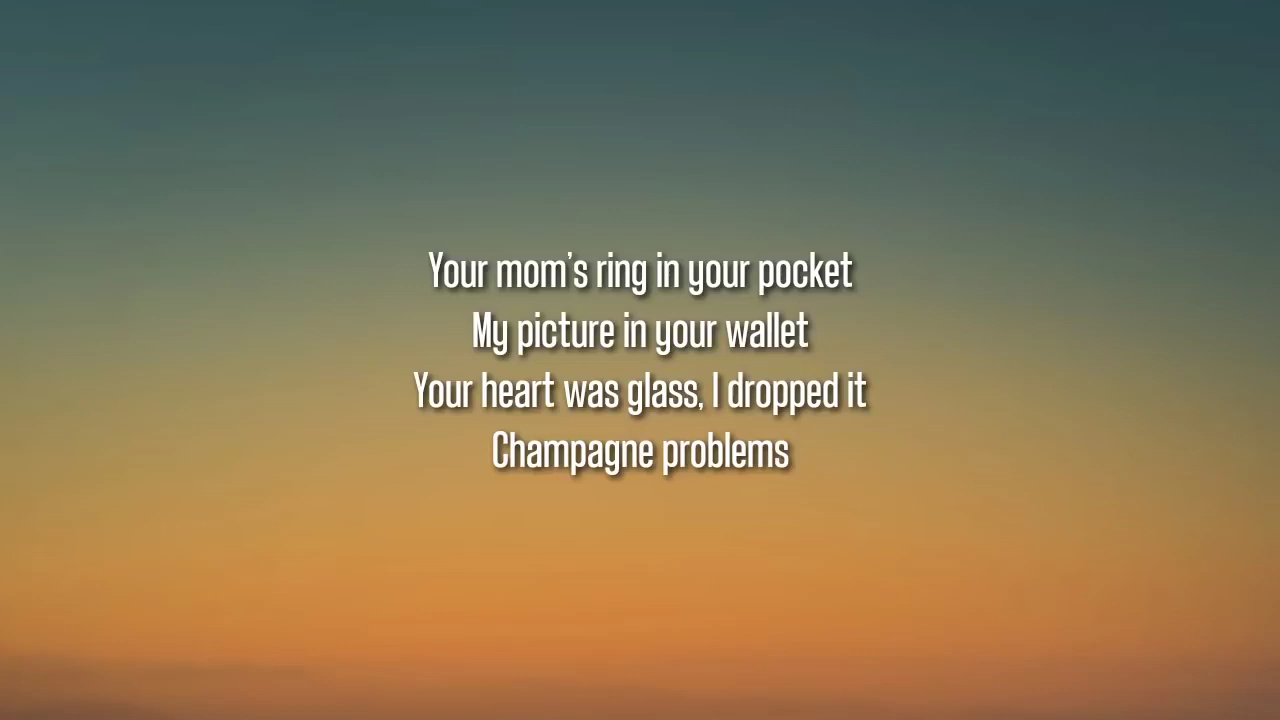 Your mom's ring in your pocket
My picture in your wallet
Your heart was glass, I dropped it
Champagne problems